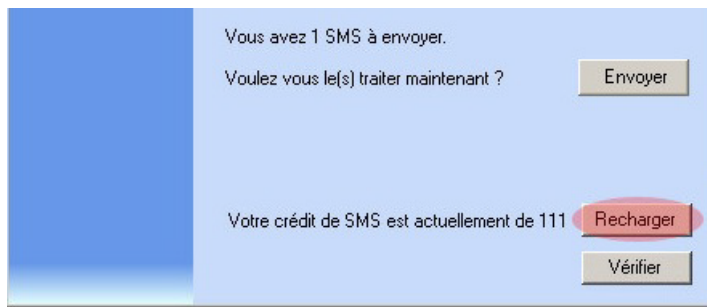 Vous avez 1 SMS à envoyer.
Voulez vous le(s) traiter maintenant ? Envoyer
Votre crédit de SMS est actuellement de 111 Recharger
Vérifier